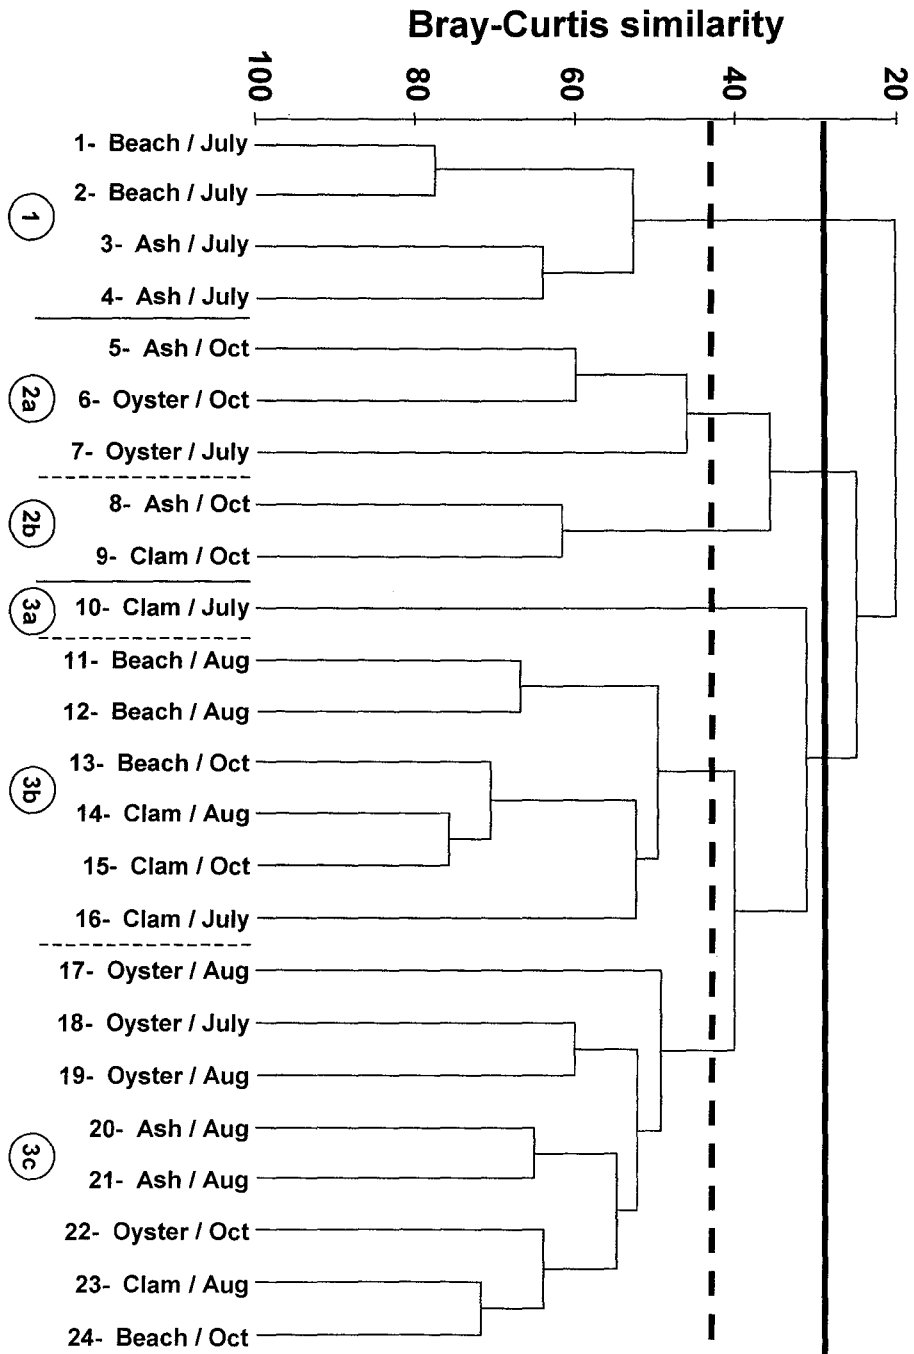 Bray-Curtis similarity
100 80 60 40 20
1- Beach / July
2- Beach / July
3- Ash / July
4- Ash / July
1
5- Ash / Oct
6- Oyster / Oct
7- Oyster / July
2a
8- Ash / Oct
9- Clam / Oct
2b
10- Clam / July
3a
11- Beach / Aug
12- Beach / Aug
13- Beach / Oct
14- Clam / Aug
15- Clam / Oct
16- Clam / July
3b
17- Oyster / Aug
18- Oyster / July
19- Oyster / Aug
20- Ash / Aug
21- Ash / Aug
22- Oyster / Oct
23- Clam / Aug
24- Beach / Oct
3c